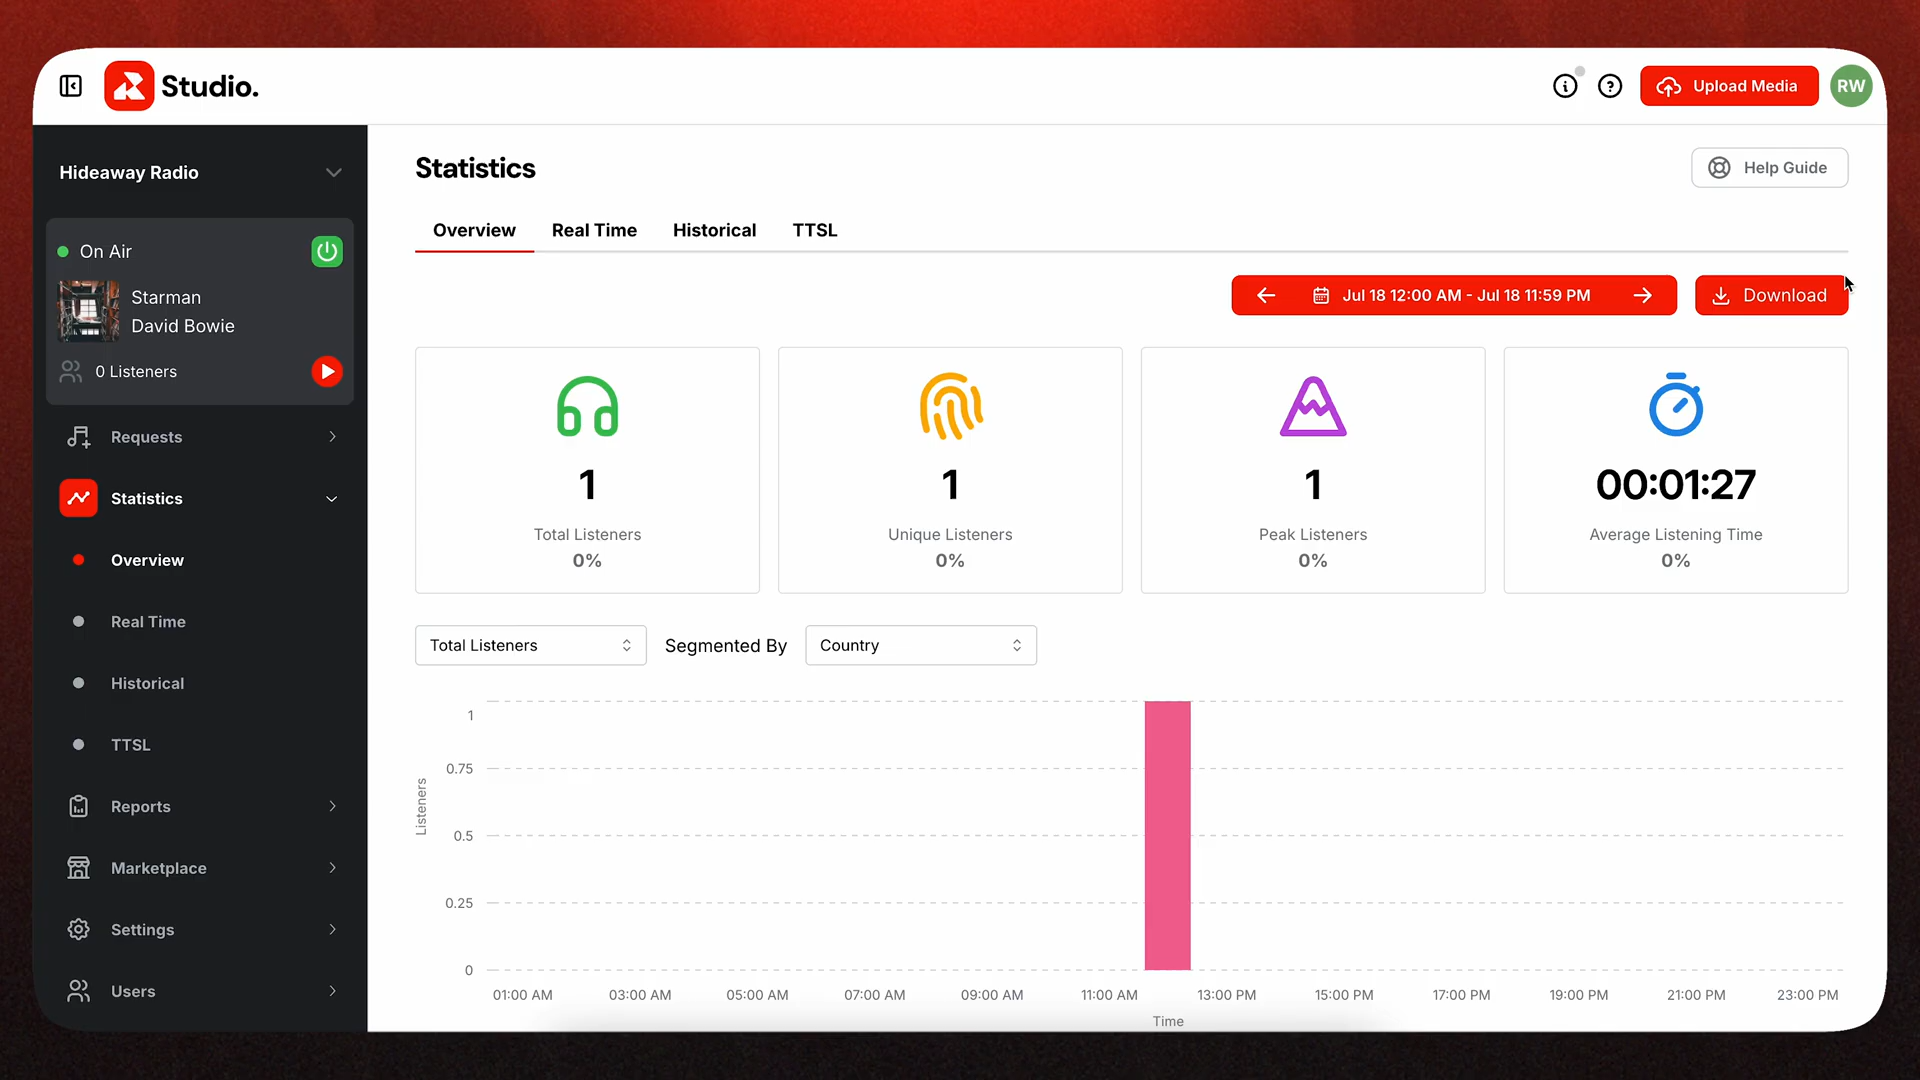 Studio.
Upload Media
RW
Hideaway Radio
On Air
Starman
David Bowie
0 Listeners
Requests
Statistics
Overview
Real Time
Historical
TTSL
Reports
Marketplace
Settings
Users
Statistics
Help Guide
Overview Real Time Historical TTSL
Jul 18 12:00 AM - Jul 18 11:59 PM
Download
1
Total Listeners
0%
1
Unique Listeners
0%
1
Peak Listeners
0%
00:01:27
Average Listening Time
0%
Total Listeners Segmented By Country
1
0.75
0.5
0.25
0
Listeners
01:00 AM 03:00 AM 05:00 AM 07:00 AM 09:00 AM 11:00 AM 13:00 PM 15:00 PM 17:00 PM 19:00 PM 21:00 PM 23:00 PM
Time